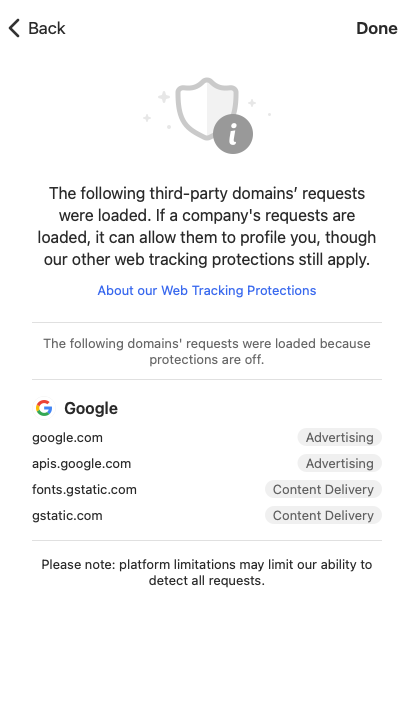 Back
Done
The following third-party domains’ requests
were loaded. If a company's requests are
loaded, it can allow them to profile you, though
our other web tracking protections still apply.
About our Web Tracking Protections
The following domains' requests were loaded because
protections are off.
Google
google.com
Advertising
apis.google.com
Advertising
fonts.gstatic.com
Content Delivery
gstatic.com
Content Delivery
Please note: platform limitations may limit our ability to
detect all requests.